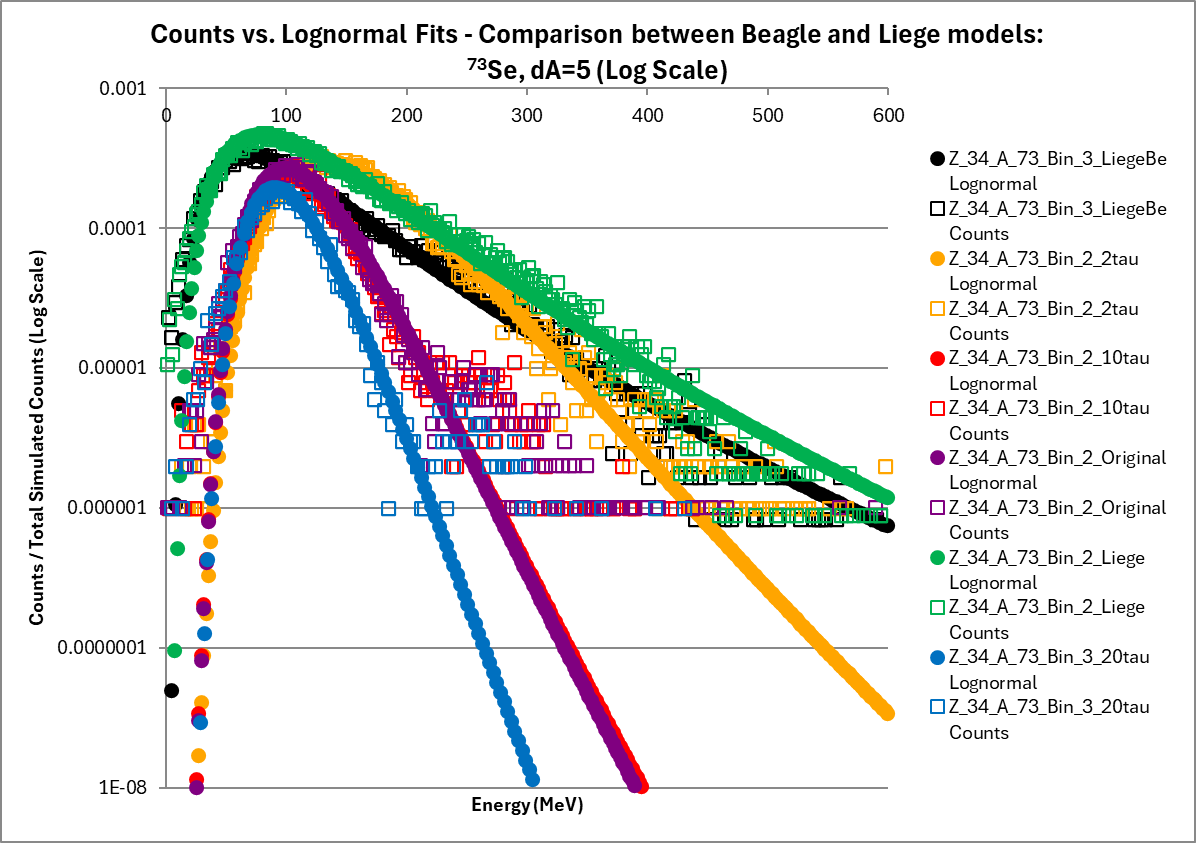 Counts vs. Lognormal Fits - Comparison between Beagle and Liege models:
⁷³Se, dA=5 (Log Scale)
0.001
0 100 200 300 400 500 600
0.0001
0.00001
0.000001
0.0000001
1E-08
Counts / Total Simulated Counts (Log Scale)
Energy (MeV)
Z_34_A_73_Bin_3_LiegeBe
Lognormal
Z_34_A_73_Bin_3_LiegeBe
Counts
Z_34_A_73_Bin_2_2tau
Lognormal
Z_34_A_73_Bin_2_2tau
Counts
Z_34_A_73_Bin_2_10tau
Lognormal
Z_34_A_73_Bin_2_10tau
Counts
Z_34_A_73_Bin_2_Original
Lognormal
Z_34_A_73_Bin_2_Original
Counts
Z_34_A_73_Bin_2_Liege
Lognormal
Z_34_A_73_Bin_2_Liege
Counts
Z_34_A_73_Bin_3_20tau
Lognormal
Z_34_A_73_Bin_3_20tau
Counts